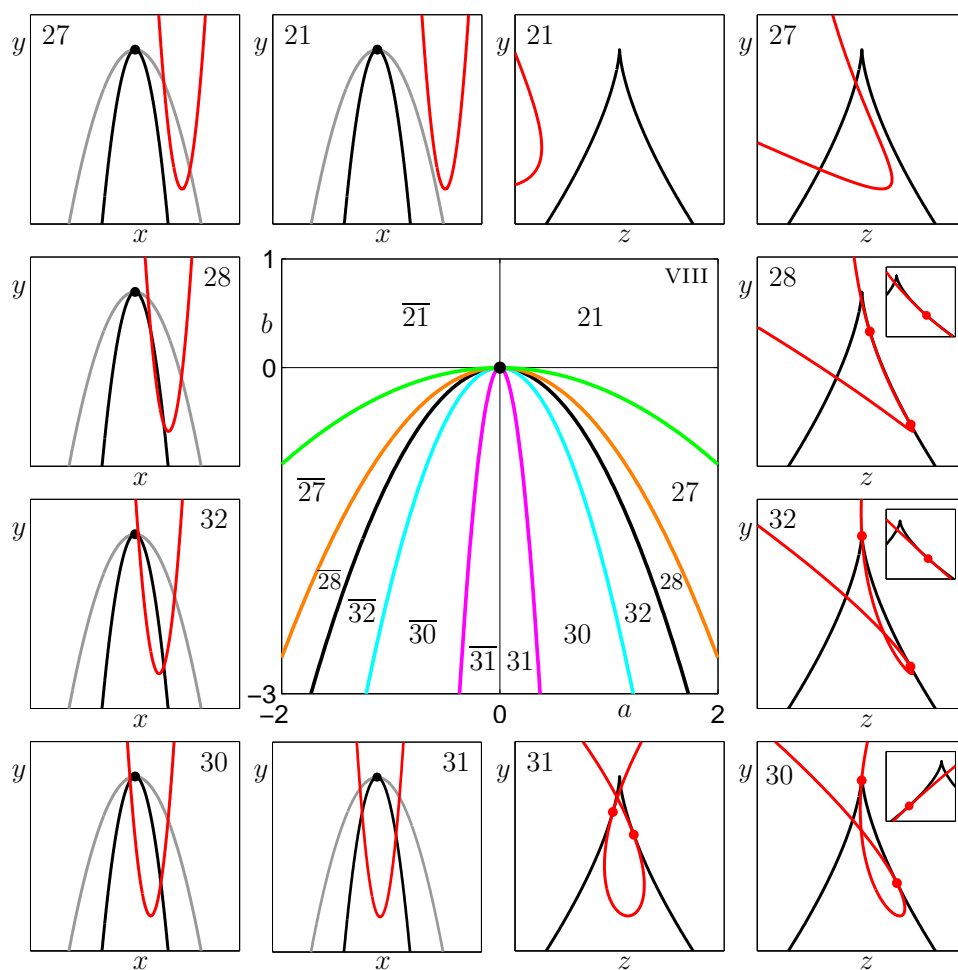 27 y x
21 y x
21 y z
27 y z
28 y x
1 VIII
b 21 21
0
27 27
28 32 30 31 31 30 32 28
-3
-2 0 a 2
28 y z
32 y x
32 y z
30 y x
31 y x
31 y z
30 y z